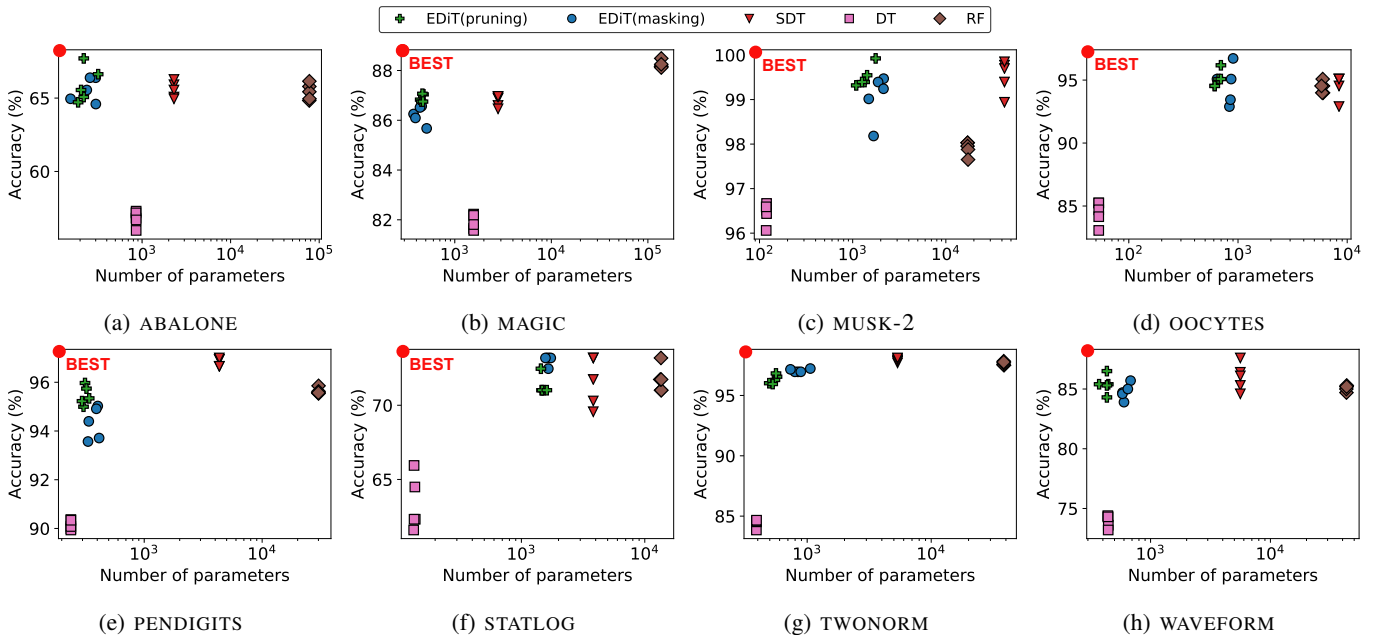 EDiT(pruning) EDiT(masking) SDT DT RF
65
60
Accuracy (%)
10³ 10⁴ 10⁵
Number of parameters
(a) ABALONE
BEST
88
86
84
82
Accuracy (%)
10³ 10⁴ 10⁵
Number of parameters
(b) MAGIC
BEST
100
99
98
97
96
Accuracy (%)
10² 10³ 10⁴
Number of parameters
(c) MUSK-2
BEST
95
90
85
Accuracy (%)
10² 10³ 10⁴
Number of parameters
(d) OOCYTES
BEST
96
94
92
90
Accuracy (%)
10³ 10⁴
Number of parameters
(e) PENDIGITS
BEST
70
65
Accuracy (%)
10³ 10⁴
Number of parameters
(f) STATLOG
95
90
85
Accuracy (%)
10³ 10⁴
Number of parameters
(g) TWONORM
BEST
85
80
75
Accuracy (%)
10³ 10⁴
Number of parameters
(h) WAVEFORM